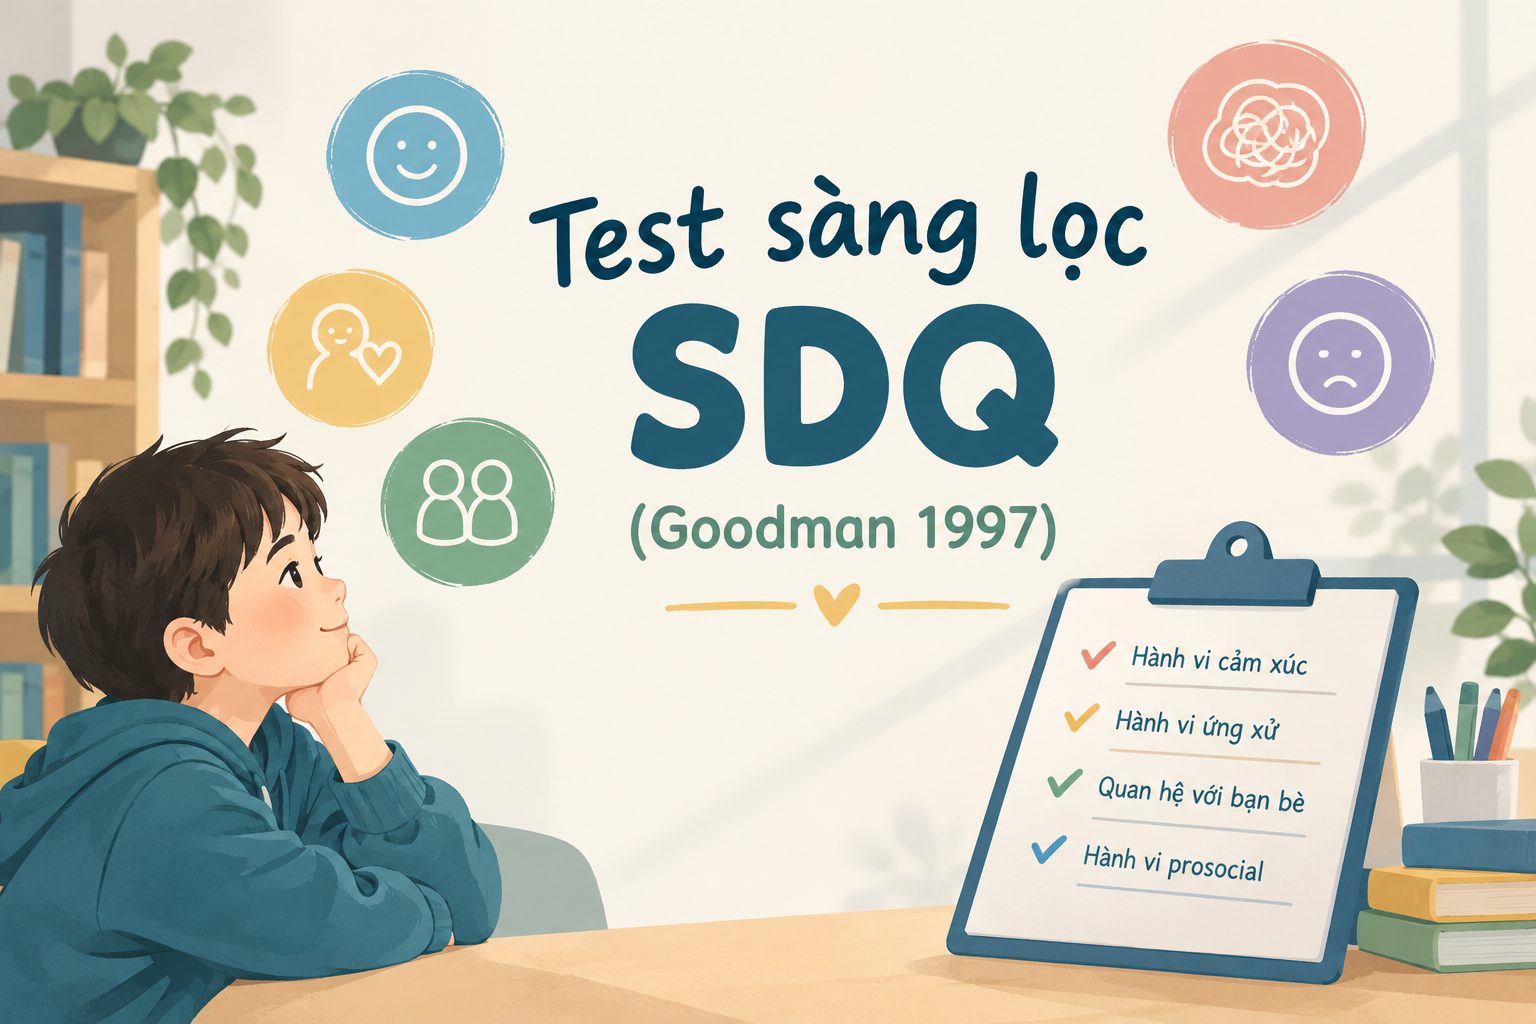 Test sàng lọc
SDQ
(Goodman 1997)
Hành vi cảm xúc
Hành vi ứng xử
Quan hệ với bạn bè
Hành vi prosocial